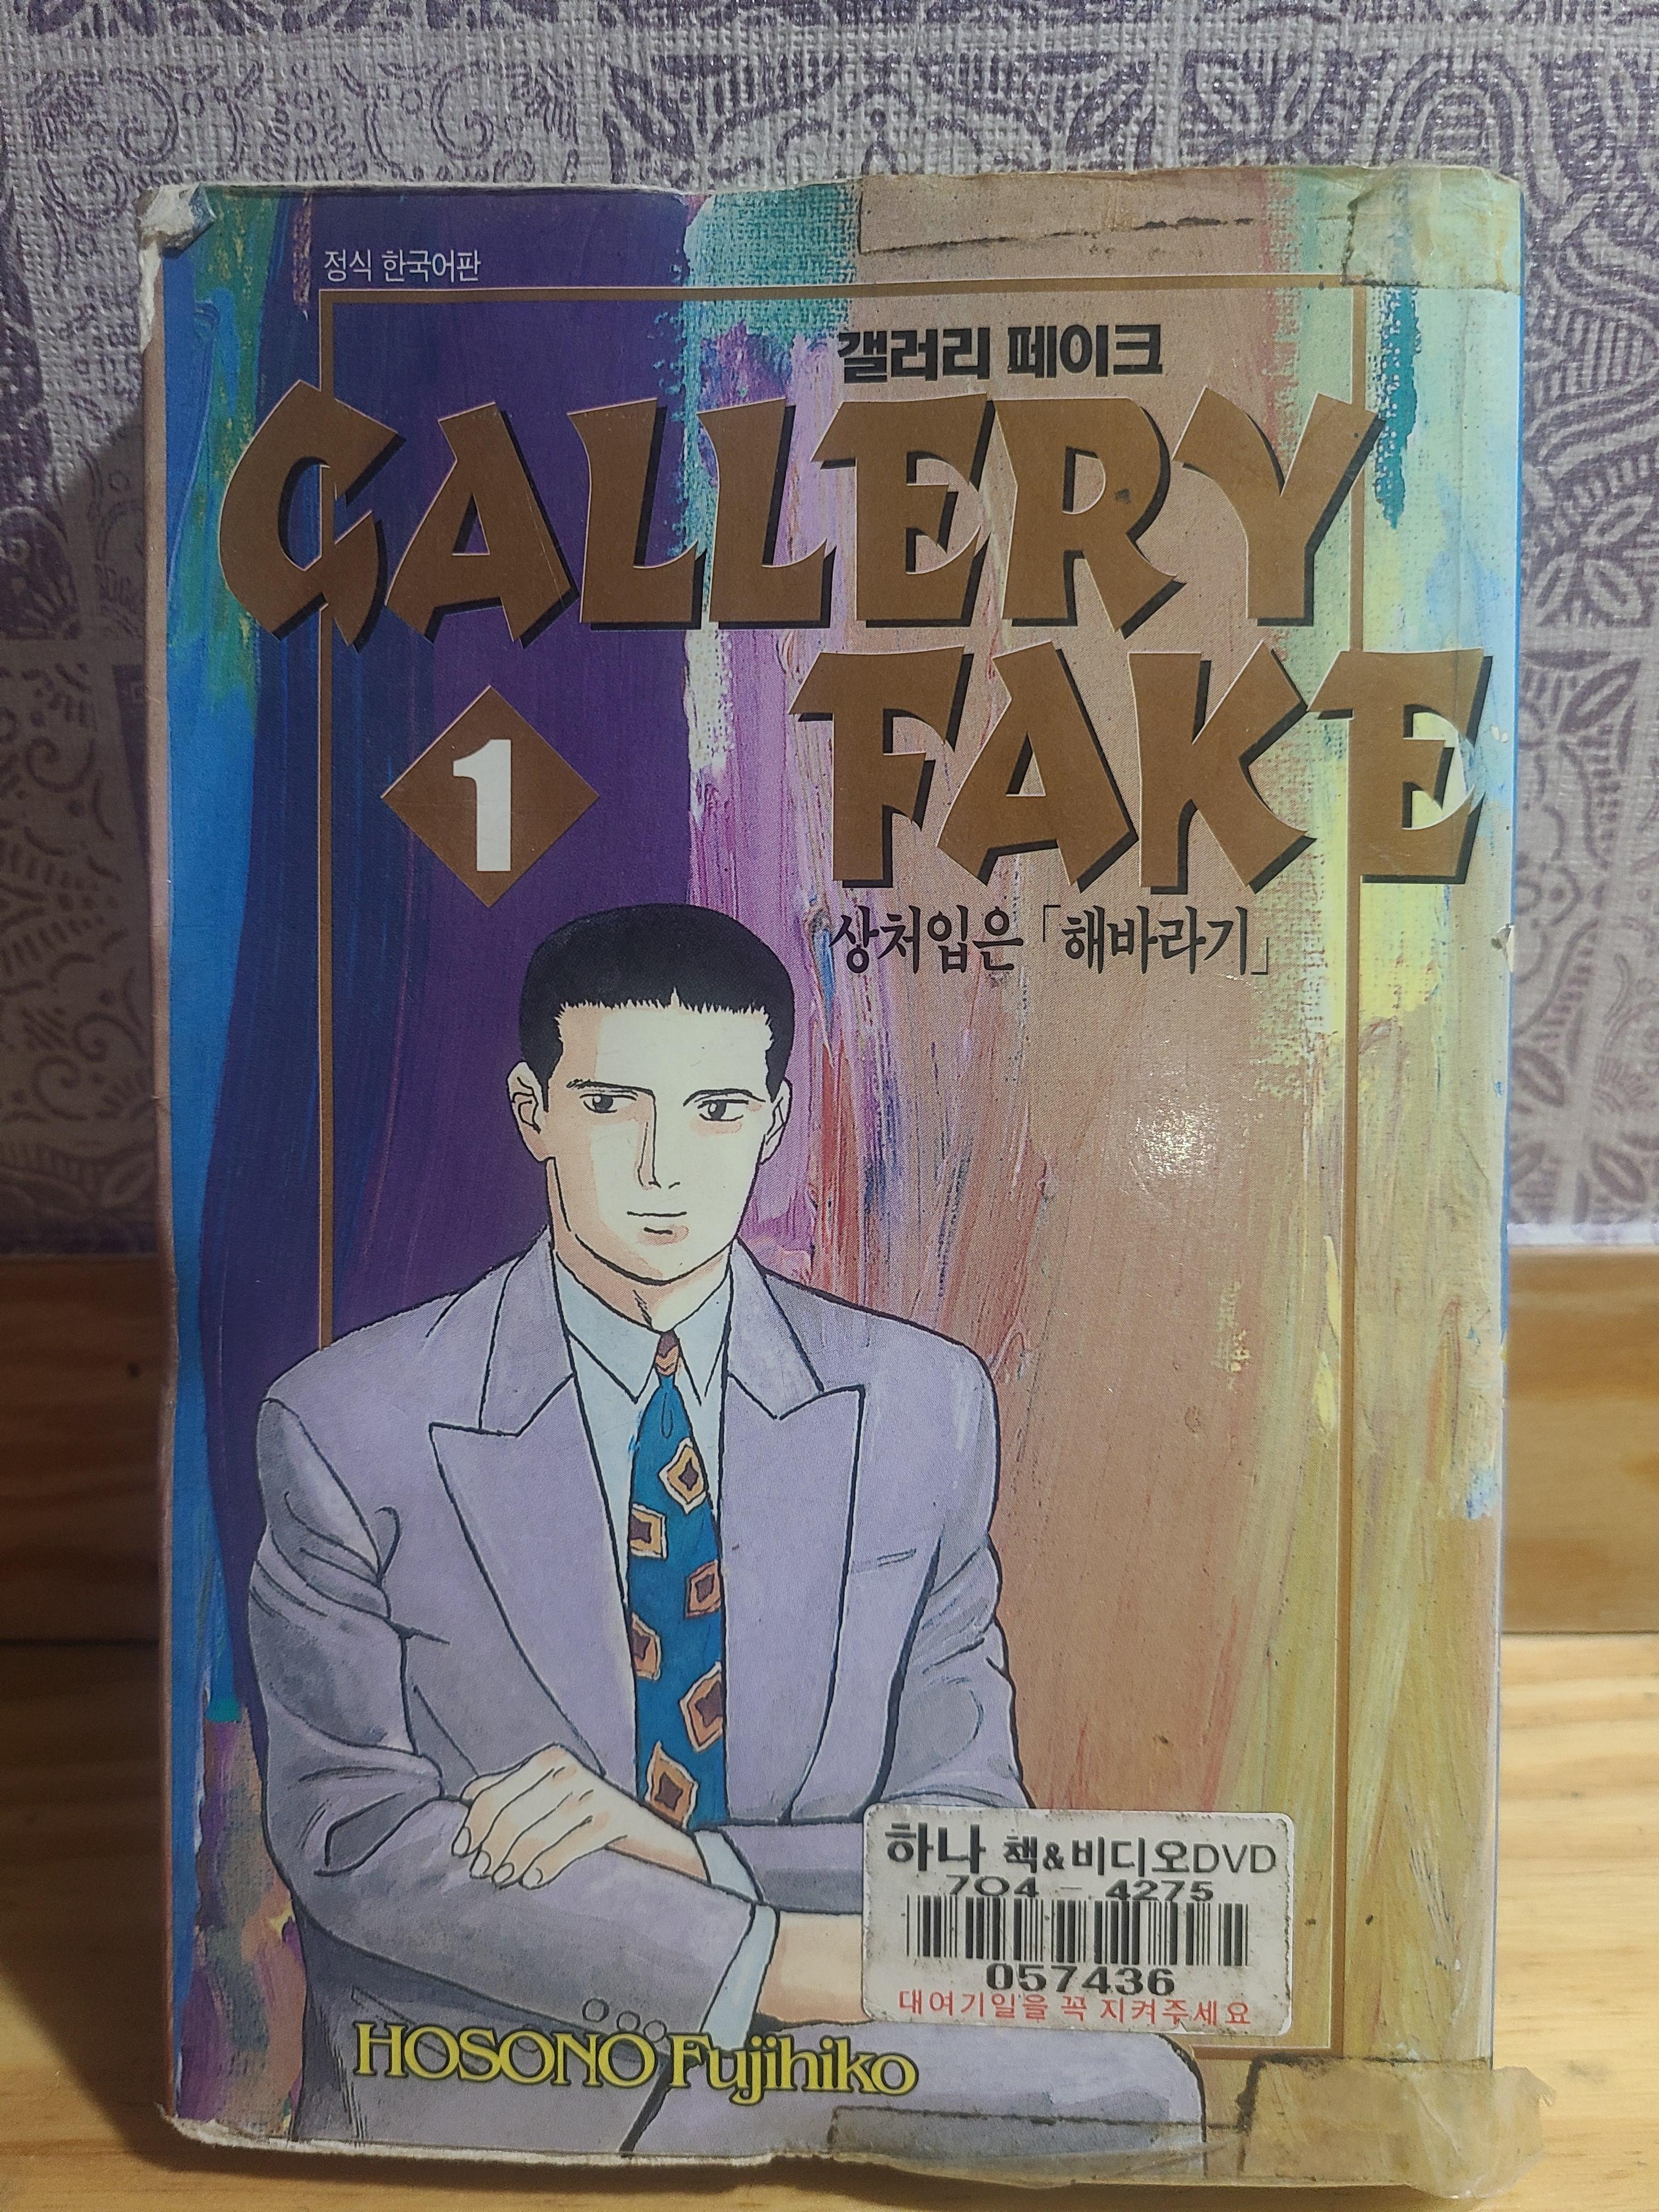 정식 한국어판
갤러리 페이크
GALLERY
FAKE
1
상처입은 「해바라기」
하나 책&비디오DVD
704-4275
057436
대여기일을 꼭 지켜주세요
HOSONO Fujihiko